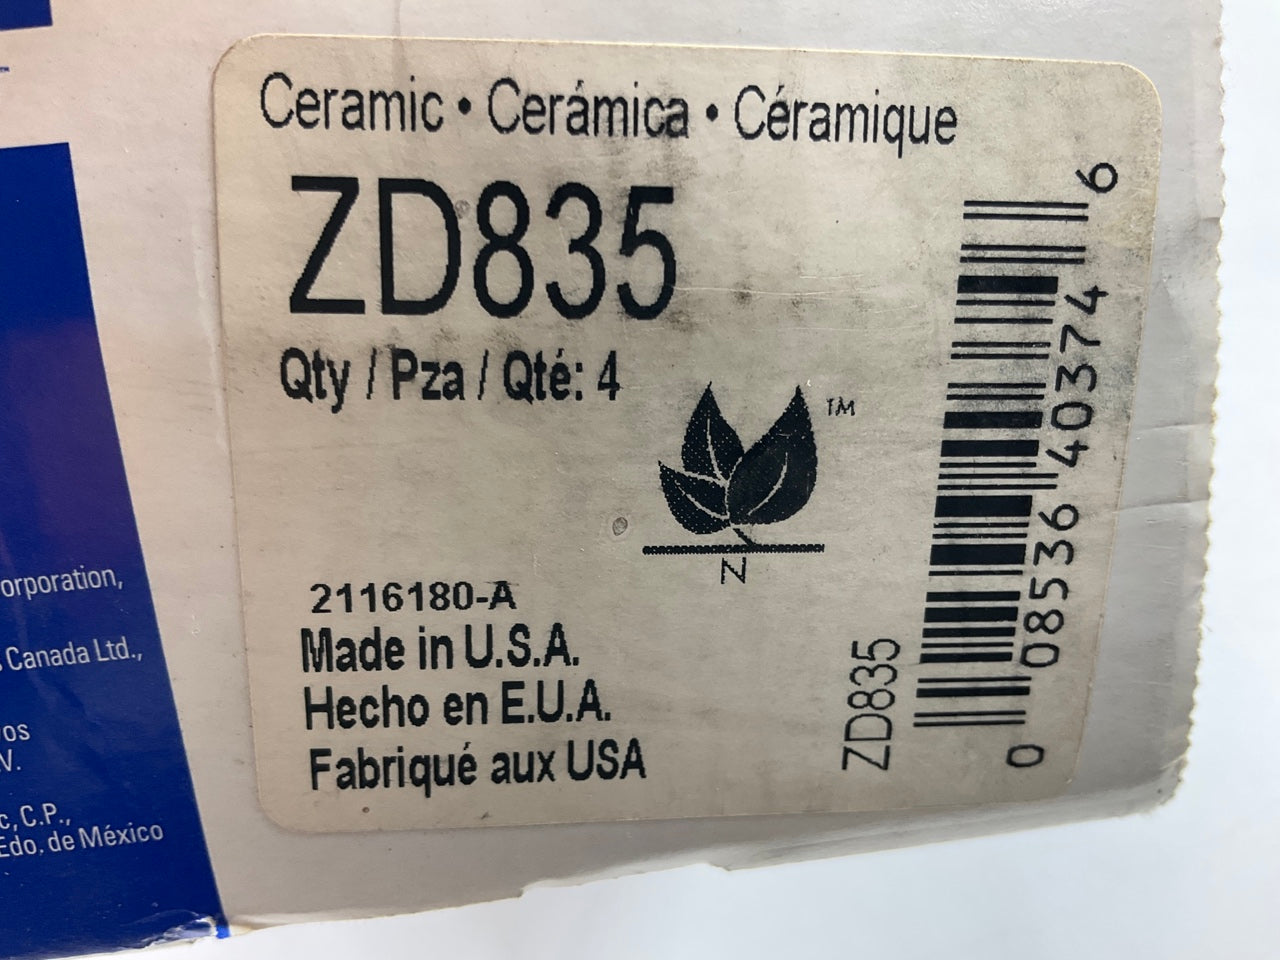 Ceramic • Cerámica • Céramique
ZD835
Qty / Pza / Qté: 4
TM
N
2116180-A
Made in U.S.A.
Hecho en E.U.A.
Fabriqué aux USA
ZD835
0 08536 40374 6
orporation,
Canada Ltd.,
os
V.
c, C.P.,
Edo. de México